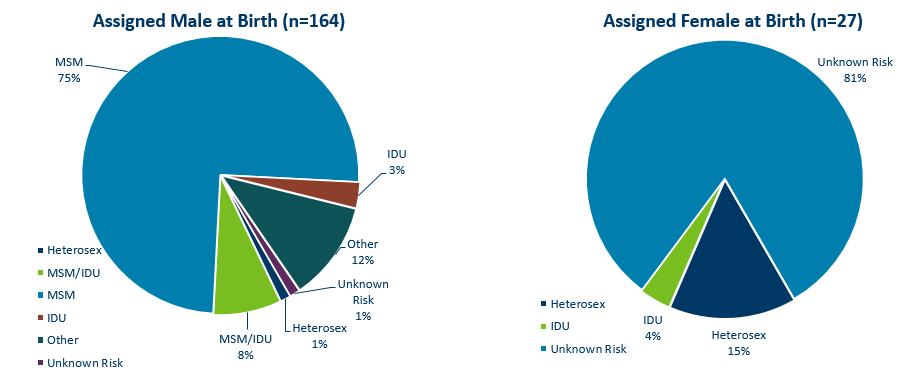 Assigned Male at Birth (n=164)
MSM
75%
IDU
3%
Other
12%
Unknown
Risk
1%
Heterosex
1%
MSM/IDU
8%
Heterosex
MSM/IDU
MSM
IDU
Other
Unknown Risk
Assigned Female at Birth (n=27)
Unknown Risk
81%
IDU
4%
Heterosex
15%
Heterosex
IDU
Unknown Risk